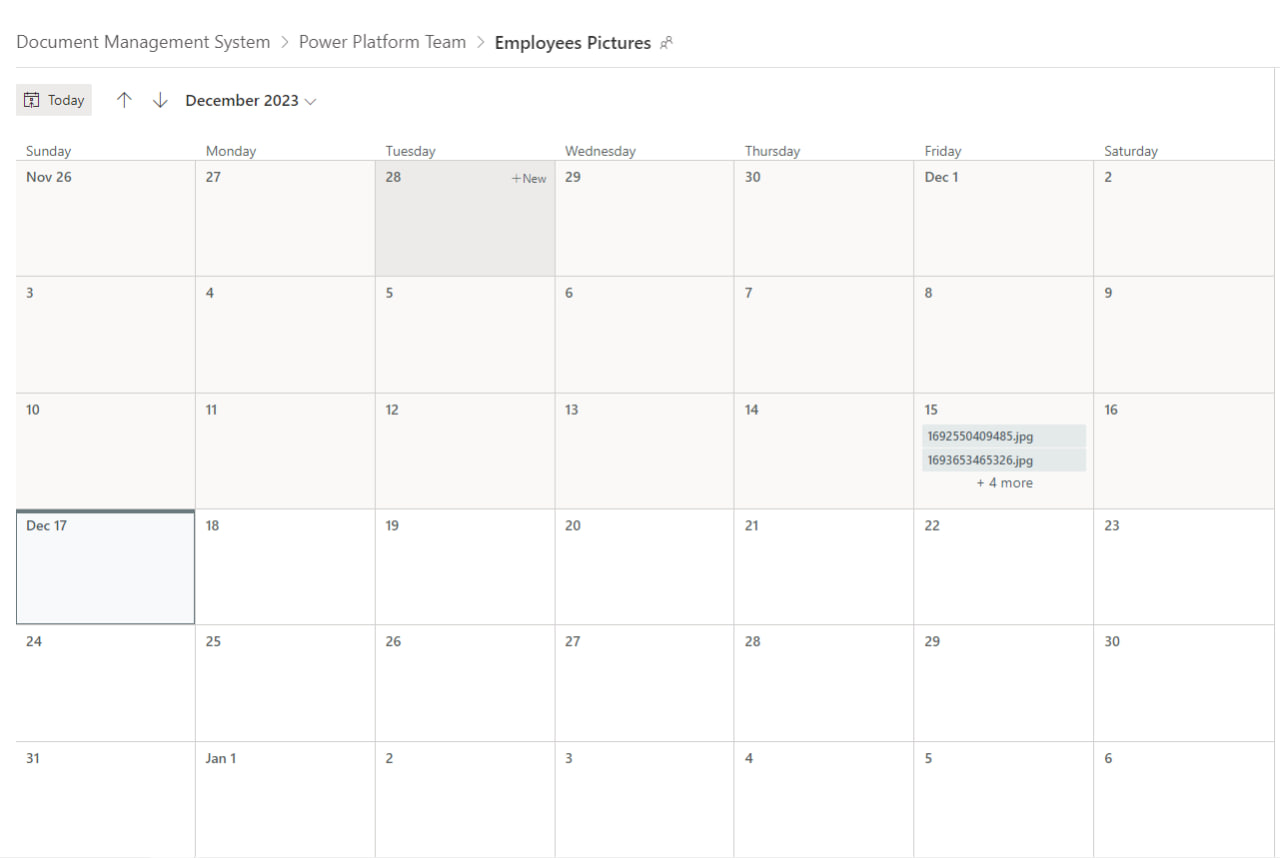 Document Management System > Power Platform Team > Employees Pictures
Today December 2023
Sunday Monday Tuesday Wednesday Thursday Friday Saturday
Nov 26 27 28 +New 29 30 Dec 1 2
3 4 5 6 7 8 9
10 11 12 13 14 15 16
1692550409485.jpg
1693653465326.jpg
+ 4 more
Dec 17 18 19 20 21 22 23
24 25 26 27 28 29 30
31 Jan 1 2 3 4 5 6